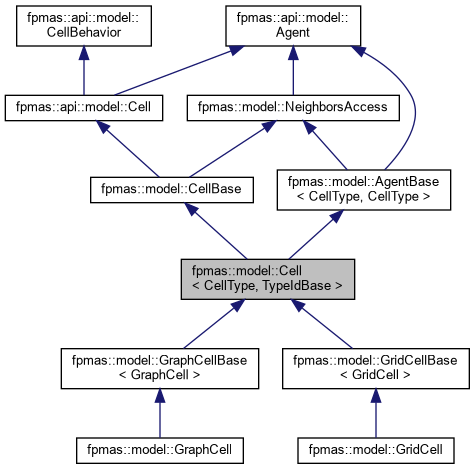 fpmas::api::model::
CellBehavior
fpmas::api::model::
Agent
fpmas::api::model::Cell
fpmas::model::NeighborsAccess
fpmas::model::CellBase
fpmas::model::AgentBase
< CellType, CellType >
fpmas::model::Cell
< CellType, TypeIdBase >
fpmas::model::GraphCellBase
< GraphCell >
fpmas::model::GridCellBase
< GridCell >
fpmas::model::GraphCell
fpmas::model::GridCell